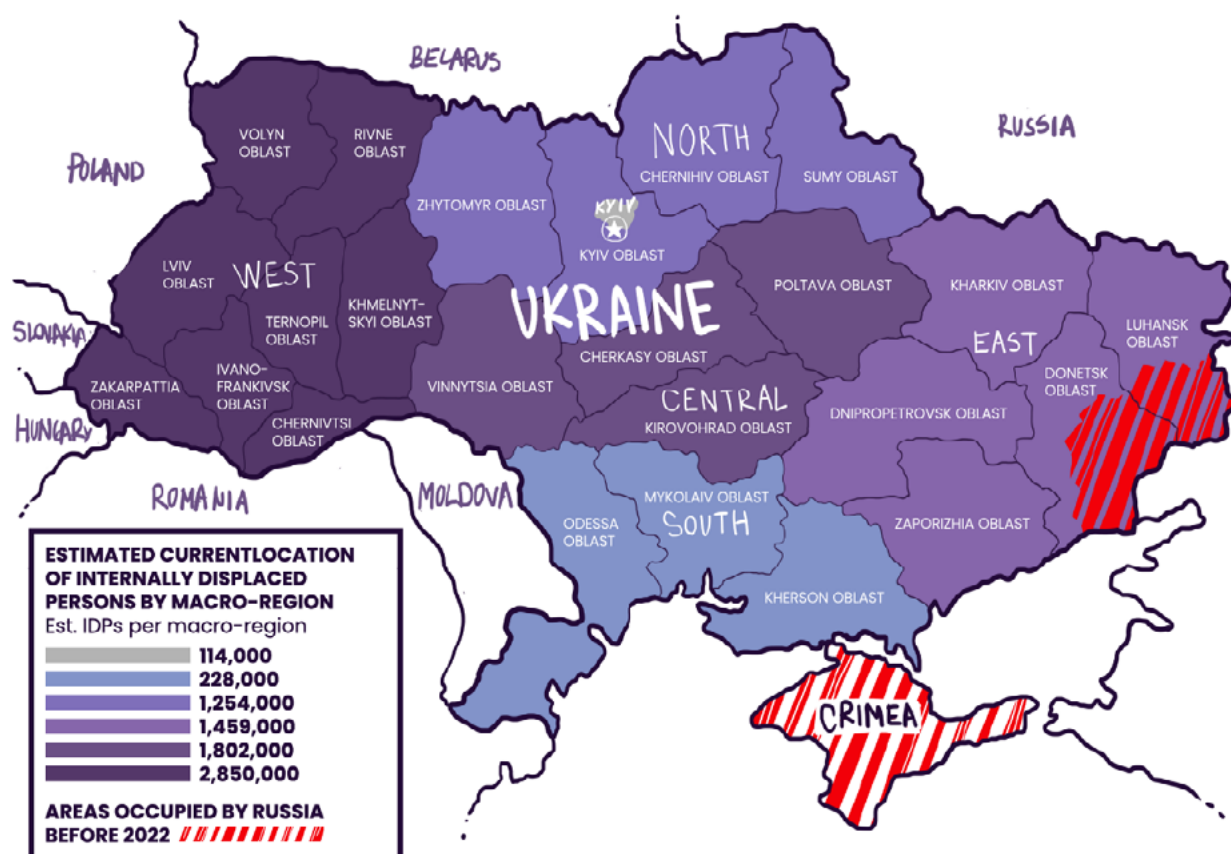 BELARUS
RUSSIA
POLAND
VOLYN
OBLAST
RIVNE
OBLAST
NORTH
CHERNIHIV OBLAST
SUMY OBLAST
ZHYTOMYR OBLAST
KYIV
KYIV OBLAST
LVIV
OBLAST
WEST
TERNOPIL
OBLAST
KHMELNYT-
SKYI OBLAST
UKRAINE
POLTAVA OBLAST
KHARKIV OBLAST
LUHANSK
OBLAST
EAST
DONETSK
OBLAST
SLOVAKIA
ZAKARPATTIA
OBLAST
IVANO-
FRANKIVSK
OBLAST
CHERNIVTSI
OBLAST
VINNYTSIA OBLAST
CHERKASY OBLAST
CENTRAL
KIROVOHRAD OBLAST
DNIPROPETROVSK OBLAST
HUNGARY
ROMANIA
MOLDOVA
ODESSA
OBLAST
MYKOLAIV OBLAST
SOUTH
ZAPORIZHIA OBLAST
KHERSON OBLAST
CRIMEA
ESTIMATED CURRENTLOCATION
OF INTERNALLY DISPLACED
PERSONS BY MACRO-REGION
Est. IDPs per macro-region
114,000
228,000
1,254,000
1,459,000
1,802,000
2,850,000
AREAS OCCUPIED BY RUSSIA
BEFORE 2022